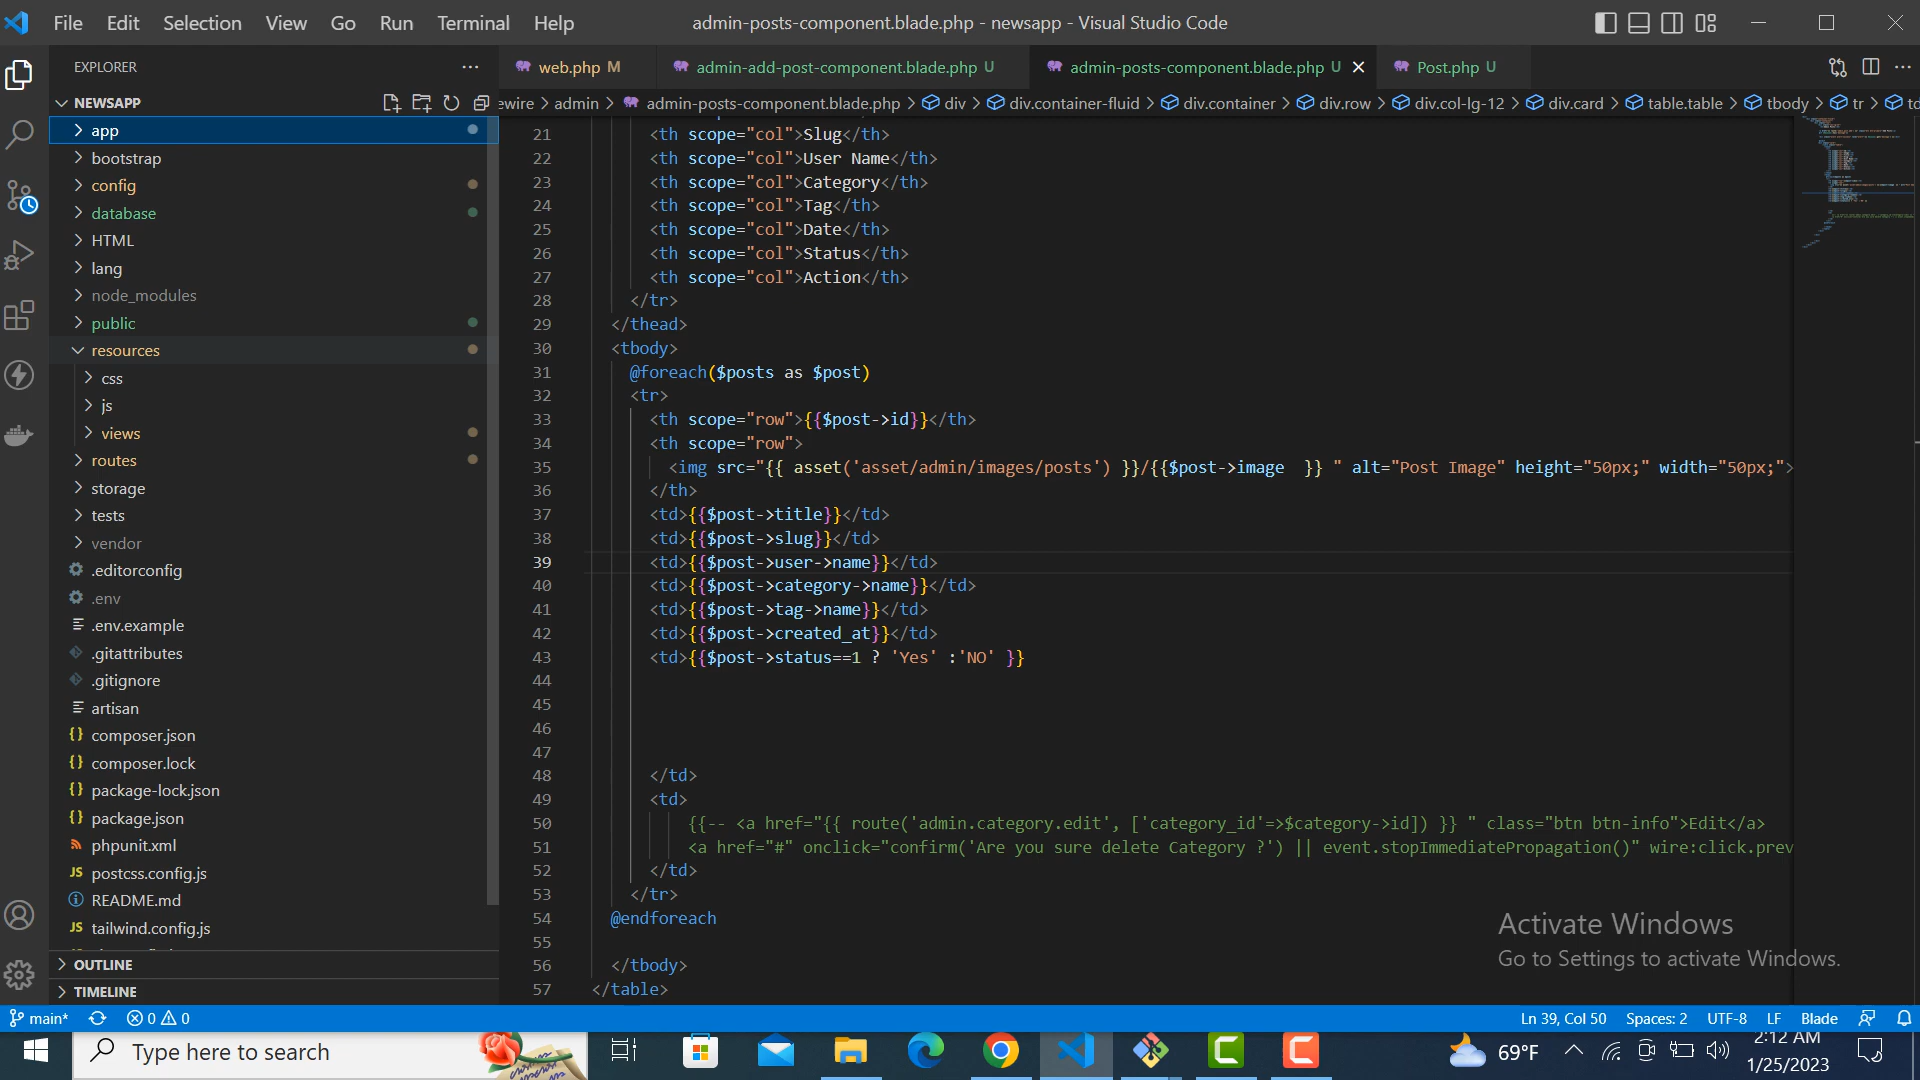 File Edit Selection View Go Run Terminal Help
admin-posts-component.blade.php - newsapp - Visual Studio Code
EXPLORER
web.php M
admin-add-post-component.blade.php U
admin-posts-component.blade.php U
Post.php U
NEWSAPP
ewire > admin > admin-posts-component.blade.php > div > div.container-fluid > div.container > div.row > div.col-lg-12 > div.card > table.table > tbody > tr > td
app
bootstrap
config
database
HTML
lang
node_modules
public
resources
css
js
views
routes
storage
tests
vendor
.editorconfig
.env
.env.example
.gitattributes
.gitignore
artisan
composer.json
composer.lock
package-lock.json
package.json
phpunit.xml
postcss.config.js
README.md
tailwind.config.js
OUTLINE
TIMELINE
21 <th scope="col">Slug</th>
22 <th scope="col">User Name</th>
23 <th scope="col">Category</th>
24 <th scope="col">Tag</th>
25 <th scope="col">Date</th>
26 <th scope="col">Status</th>
27 <th scope="col">Action</th>
28 </tr>
29 </thead>
30 <tbody>
31 @foreach($posts as $post)
32 <tr>
33 <th scope="row">{{$post->id}}</th>
34 <th scope="row">
35 <img src="{{ asset('asset/admin/images/posts') }}/{{$post->image  }} " alt="Post Image" height="50px;" width="50px;">
36 </th>
37 <td>{{$post->title}}</td>
38 <td>{{$post->slug}}</td>
39 <td>{{$post->user->name}}</td>
40 <td>{{$post->category->name}}</td>
41 <td>{{$post->tag->name}}</td>
42 <td>{{$post->created_at}}</td>
43 <td>{{$post->status==1 ? 'Yes' :'NO' }}
44
45
46
47
48 </td>
49 <td>
50 {{-- <a href="{{ route('admin.category.edit', ['category_id'=>$category->id]) }} " class="btn btn-info">Edit</a>
51 <a href="#" onclick="confirm('Are you sure delete Category ?') || event.stopImmediatePropagation()" wire:click.prev
52 </td>
53 </tr>
54 @endforeach
55
56 </tbody>
57 </table>
Activate Windows
Go to Settings to activate Windows.
main* 0 0
Ln 39, Col 50 Spaces: 2 UTF-8 LF Blade
Type here to search
69°F
2:12 AM
1/25/2023